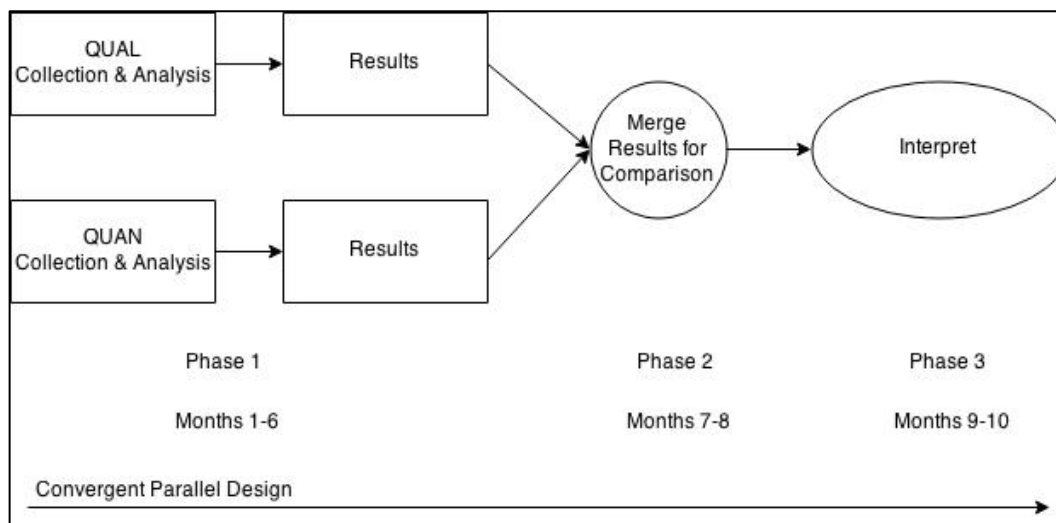 QUAL
Collection & Analysis
Results
QUAN
Collection & Analysis
Results
Merge
Results for
Comparison
Interpret
Phase 1
Phase 2
Phase 3
Months 1-6
Months 7-8
Months 9-10
Convergent Parallel Design